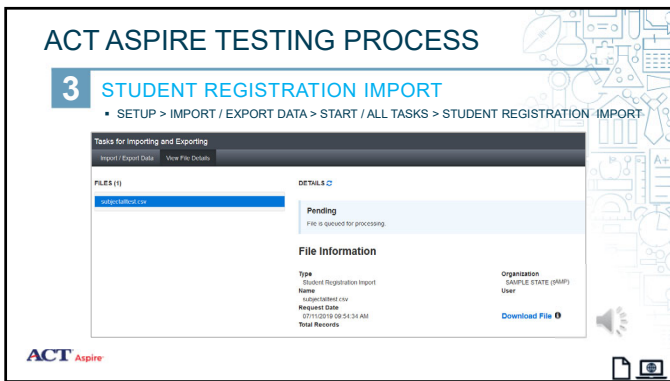 ACT ASPIRE TESTING PROCESS
3
STUDENT REGISTRATION IMPORT
▪ SETUP > IMPORT / EXPORT DATA > START / ALL TASKS > STUDENT REGISTRATION IMPORT
Tasks for Importing and Exporting
Import / Export Data View File Details
FILES (1)
subjectalltest.csv
DETAILS
Pending
File is queued for processing.
File Information
Type
Student Registration Import
Name
subjectalltest.csv
Request Date
07/11/2019 09:54:34 AM
Total Records
Organization
SAMPLE STATE (SAMP)
User
Download File
ACT Aspire
A+